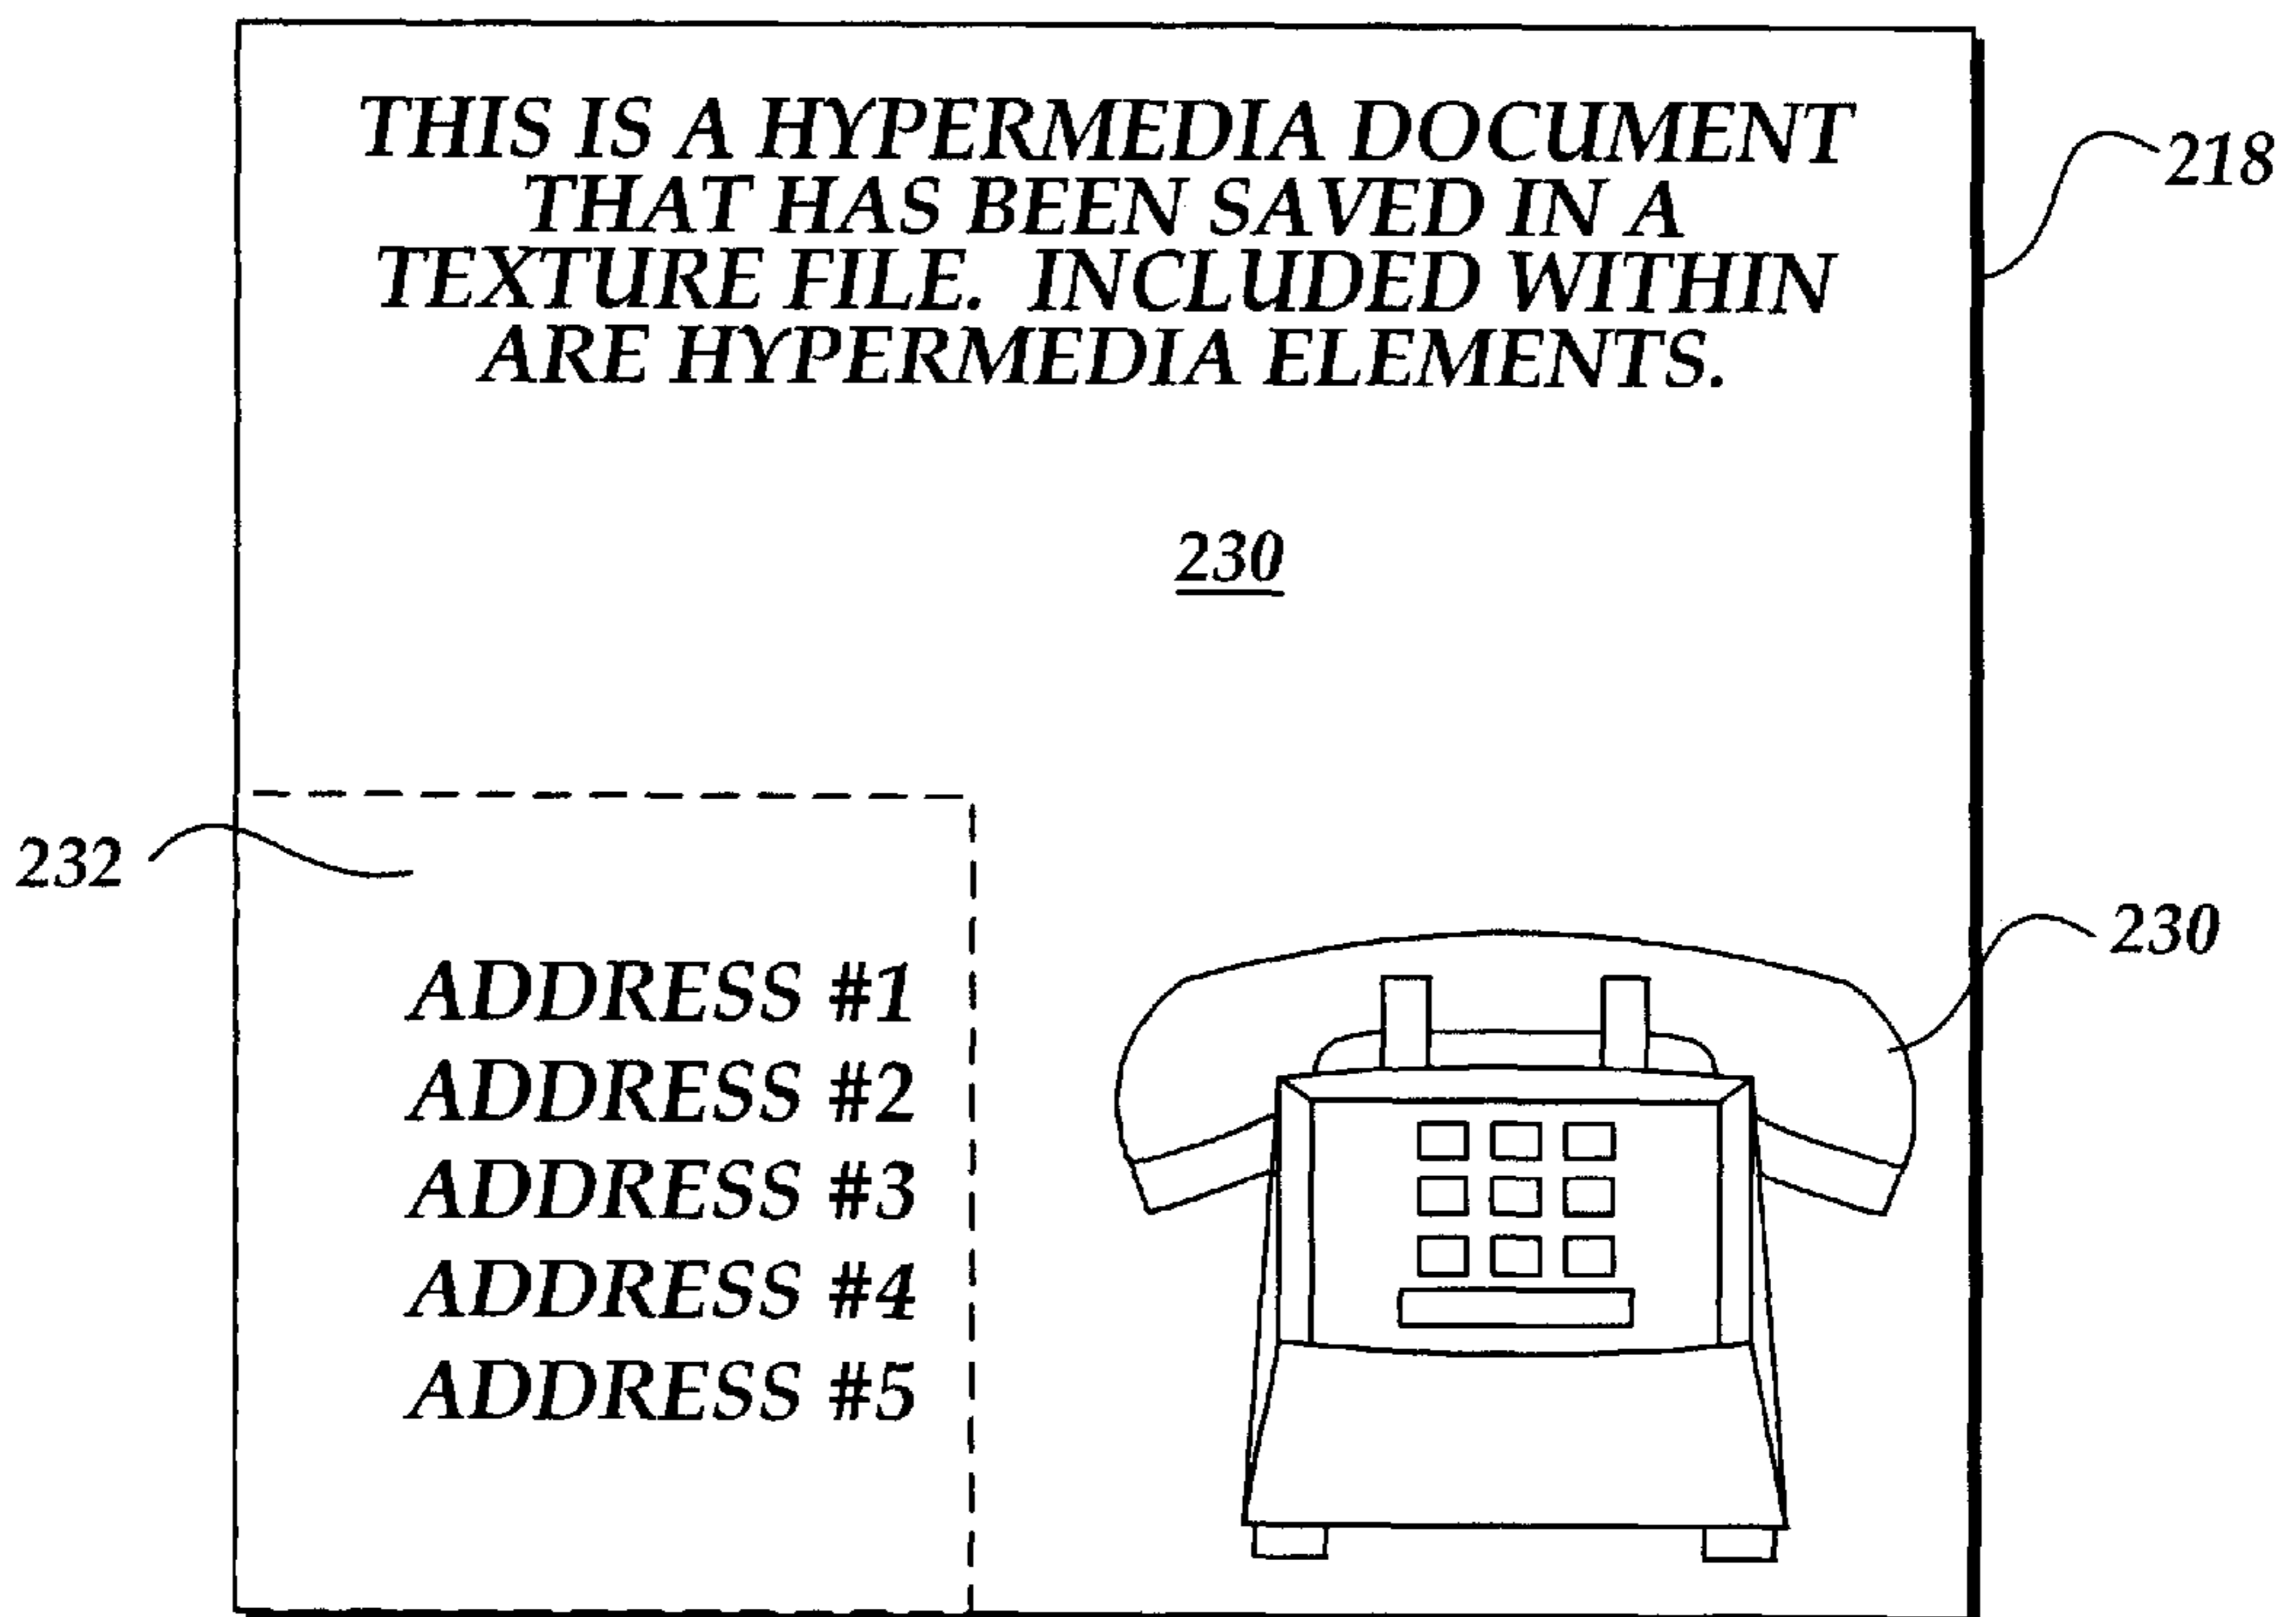 THIS IS A HYPERMEDIA DOCUMENT
THAT HAS BEEN SAVED IN A
TEXTURE FILE. INCLUDED WITHIN
ARE HYPERMEDIA ELEMENTS.
218
230
232
230
ADDRESS #1
ADDRESS #2
ADDRESS #3
ADDRESS #4
ADDRESS #5